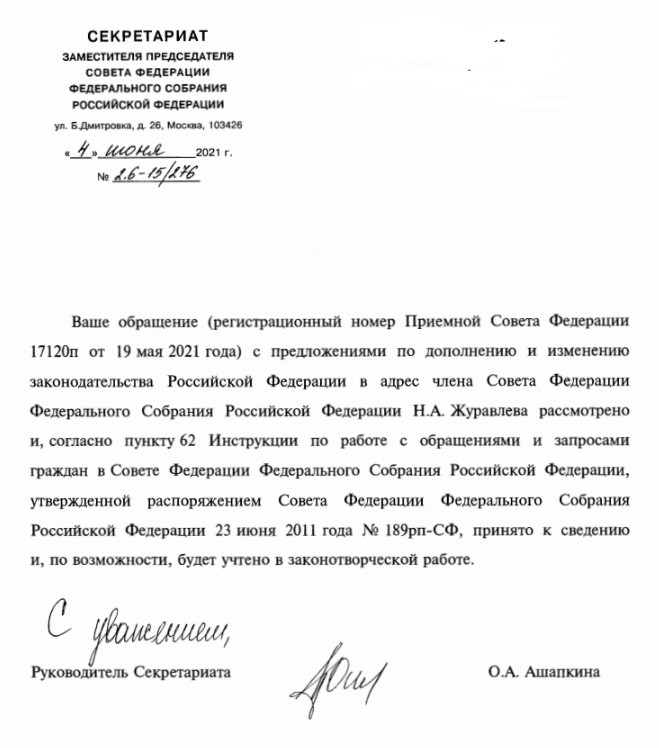 СЕКРЕТАРИАТ
ЗАМЕСТИТЕЛЯ ПРЕДСЕДАТЕЛЯ
СОВЕТА ФЕДЕРАЦИИ
ФЕДЕРАЛЬНОГО СОБРАНИЯ
РОССИЙСКОЙ ФЕДЕРАЦИИ
ул. Б.Дмитровка, д. 26, Москва, 103426
«4» июня 2021 г.
№ 2.6-15/276
Ваше обращение (регистрационный номер Приемной Совета Федерации
17120п от 19 мая 2021 года) с предложениями по дополнению и изменению
законодательства Российской Федерации в адрес члена Совета Федерации
Федерального Собрания Российской Федерации Н.А. Журавлева рассмотрено
и, согласно пункту 62 Инструкции по работе с обращениями и запросами
граждан в Совете Федерации Федерального Собрания Российской Федерации,
утвержденной распоряжением Совета Федерации Федерального Собрания
Российской Федерации 23 июня 2011 года № 189рп-СФ, принято к сведению
и, по возможности, будет учтено в законотворческой работе.
С уважением,
Руководитель Секретариата О.А. Ашапкина